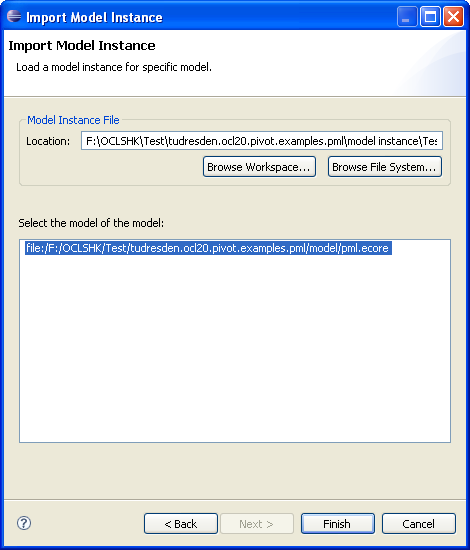 Import Model Instance
Import Model Instance
Load a model instance for specific model.
Model Instance File
Location: F:\OCLSHK\Test\tudresden.ocl20.pivot.examples.pml\model instance\Tes
Browse Workspace... Browse File System...
Select the model of the model:
file:/F:/OCLSHK/Test/tudresden.ocl20.pivot.examples.pml/model/pml.ecore
? < Back Next > Finish Cancel